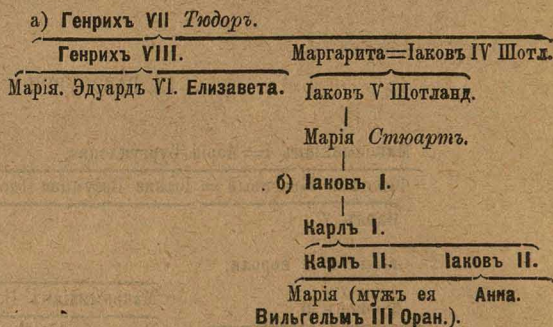 а) Генрихъ VII Тюдоръ.
Генрихъ VIII. Маргарита=Іаковъ IV Шотл.
Марія. Эдуардъ VI. Елизавета. Іаковъ V Шотланд.
Марія Стюартъ.
б) Іаковъ I.
Карлъ I.
Карлъ II. Іаковъ II.
Марія (мужъ ея Анна.
Вильгельмъ III Оран.).